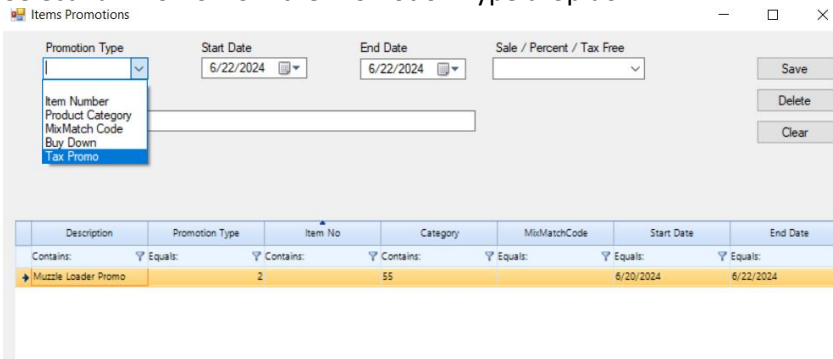 Items Promotions
Promotion Type Start Date End Date Sale / Percent / Tax Free
6/22/2024 6/22/2024
Save
Item Number
Delete
Product Category
MixMatch Code
Clear
Buy Down
Tax Promo
Description Promotion Type Item No Category MixMatchCode Start Date End Date
Contains: Equals: Contains: Contains: Equals: Equals: Equals:
Muzzle Loader Promo 2 55 6/20/2024 6/22/2024